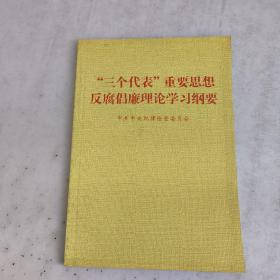 “三个代表”重要思想
反腐倡廉理论学习纲要
中共中央纪律检查委员会